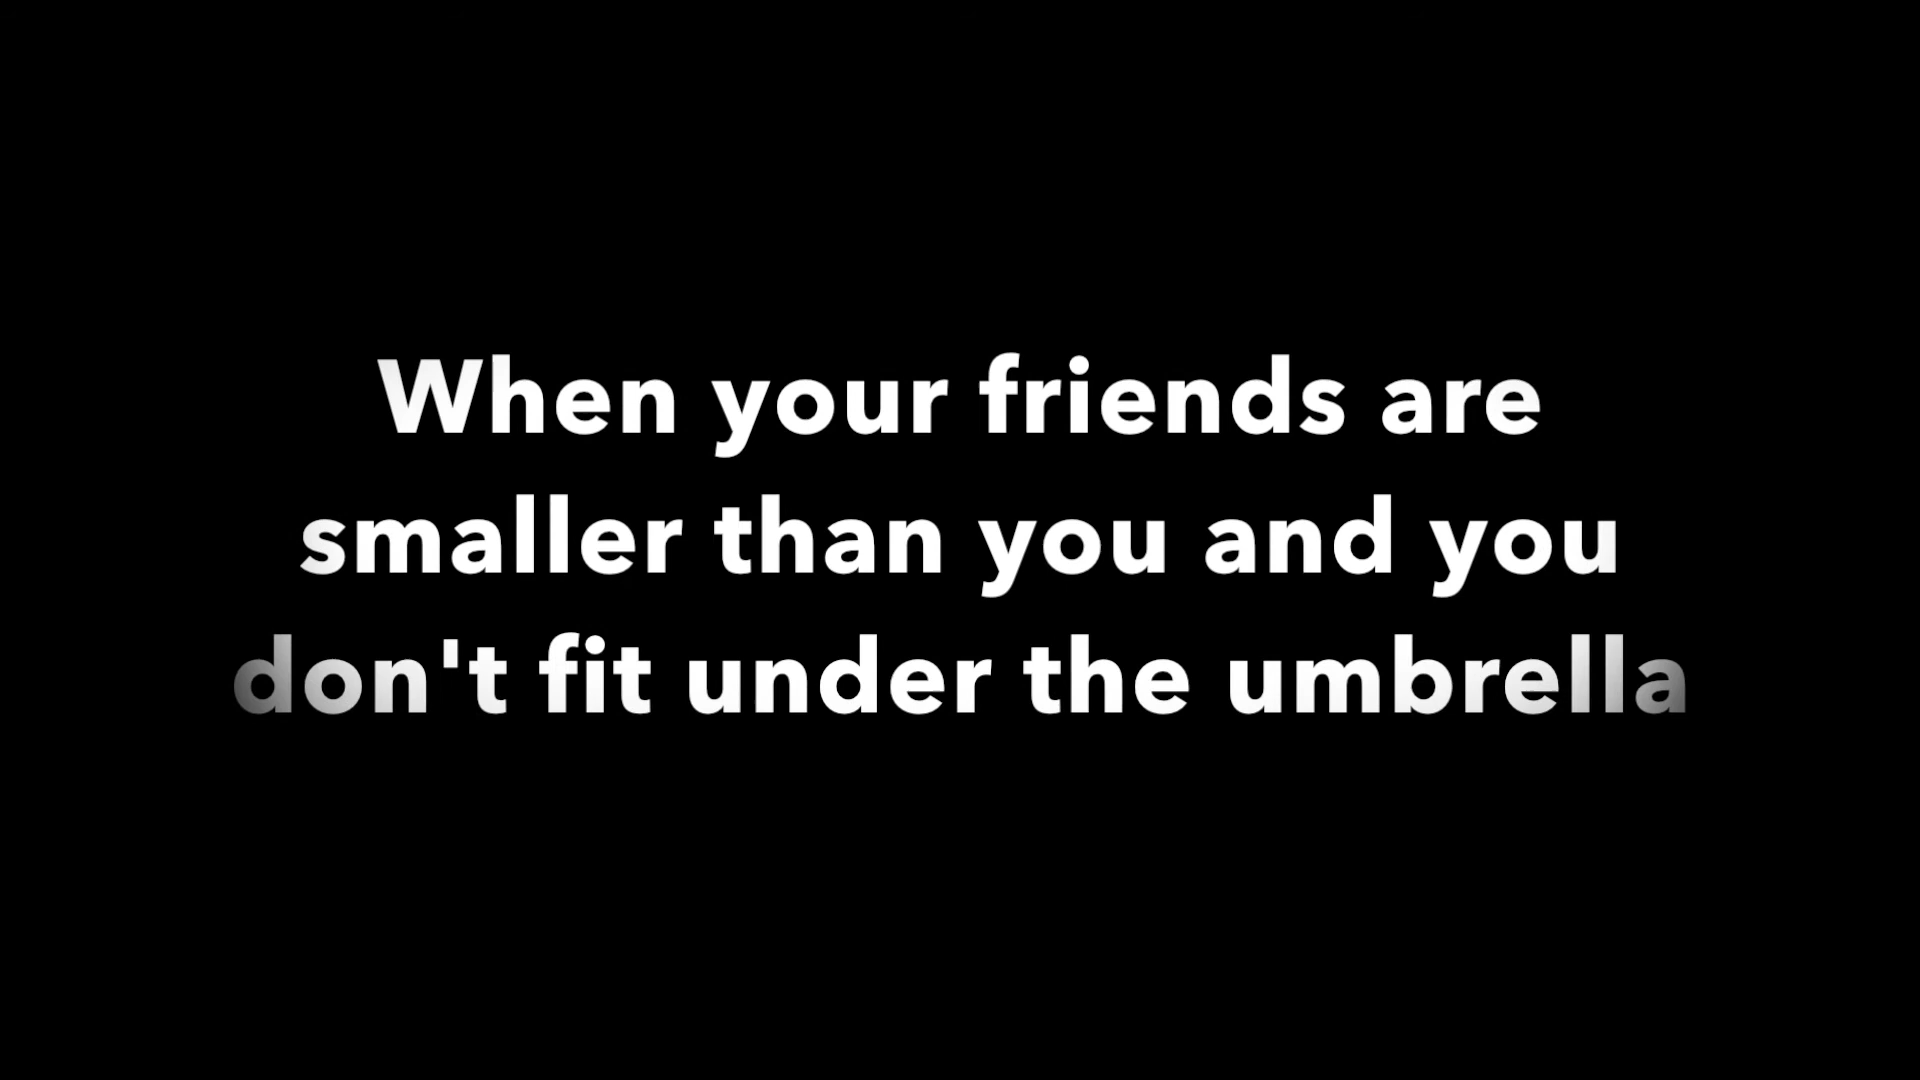 When your friends are
smaller than you and you
don't fit under the umbrella